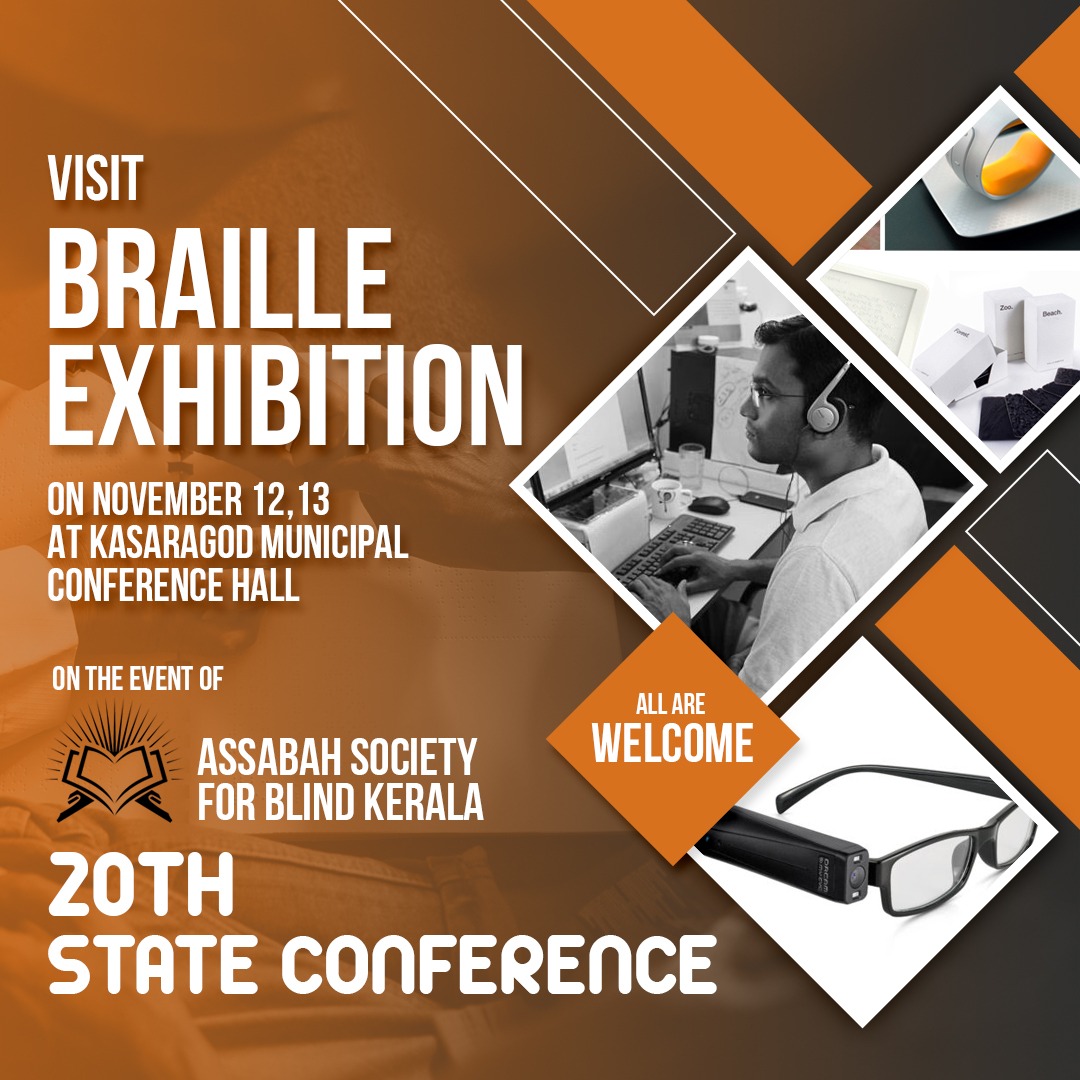 VISIT
BRAILLE
EXHIBITION
ON NOVEMBER 12,13
AT KASARAGOD MUNICIPAL
CONFERENCE HALL
ON THE EVENT OF
ASSABAH SOCIETY
FOR BLIND KERALA
20TH
STATE CONFERENCE
ALL ARE
WELCOME
Forest.
Zoo.
Beach.
ORCAM